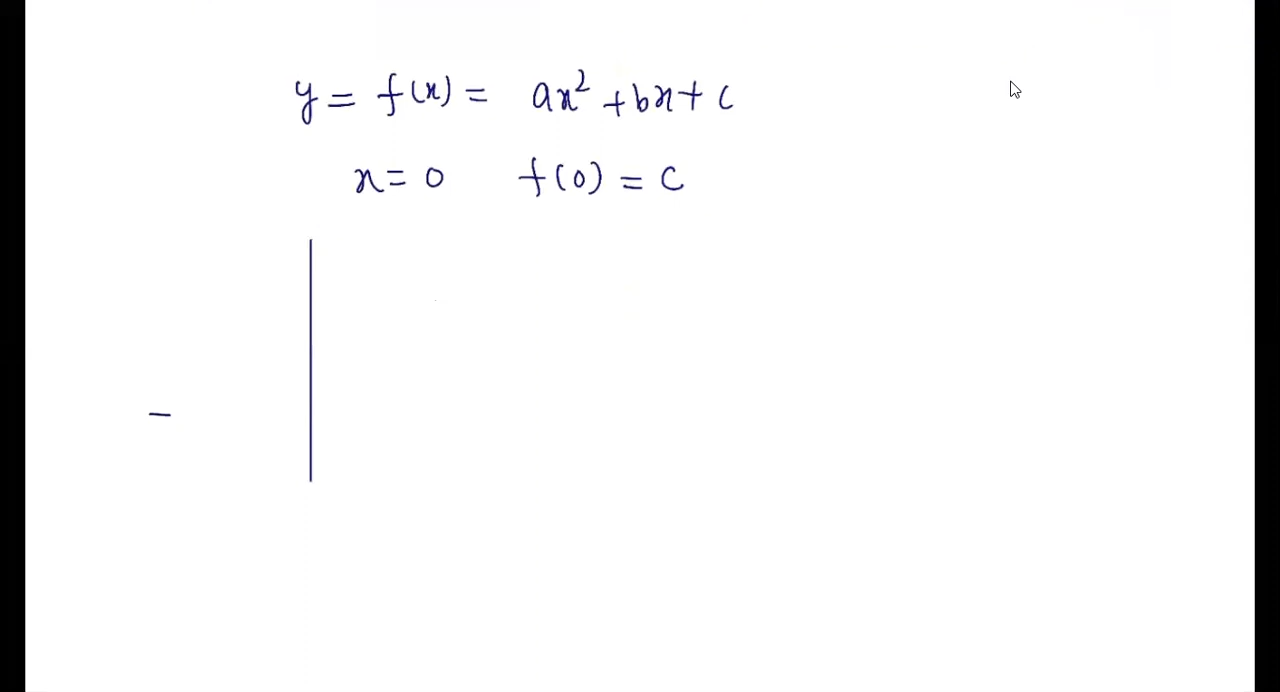 y = f(x) = ax² + bx + c
x = 0 f(0) = c